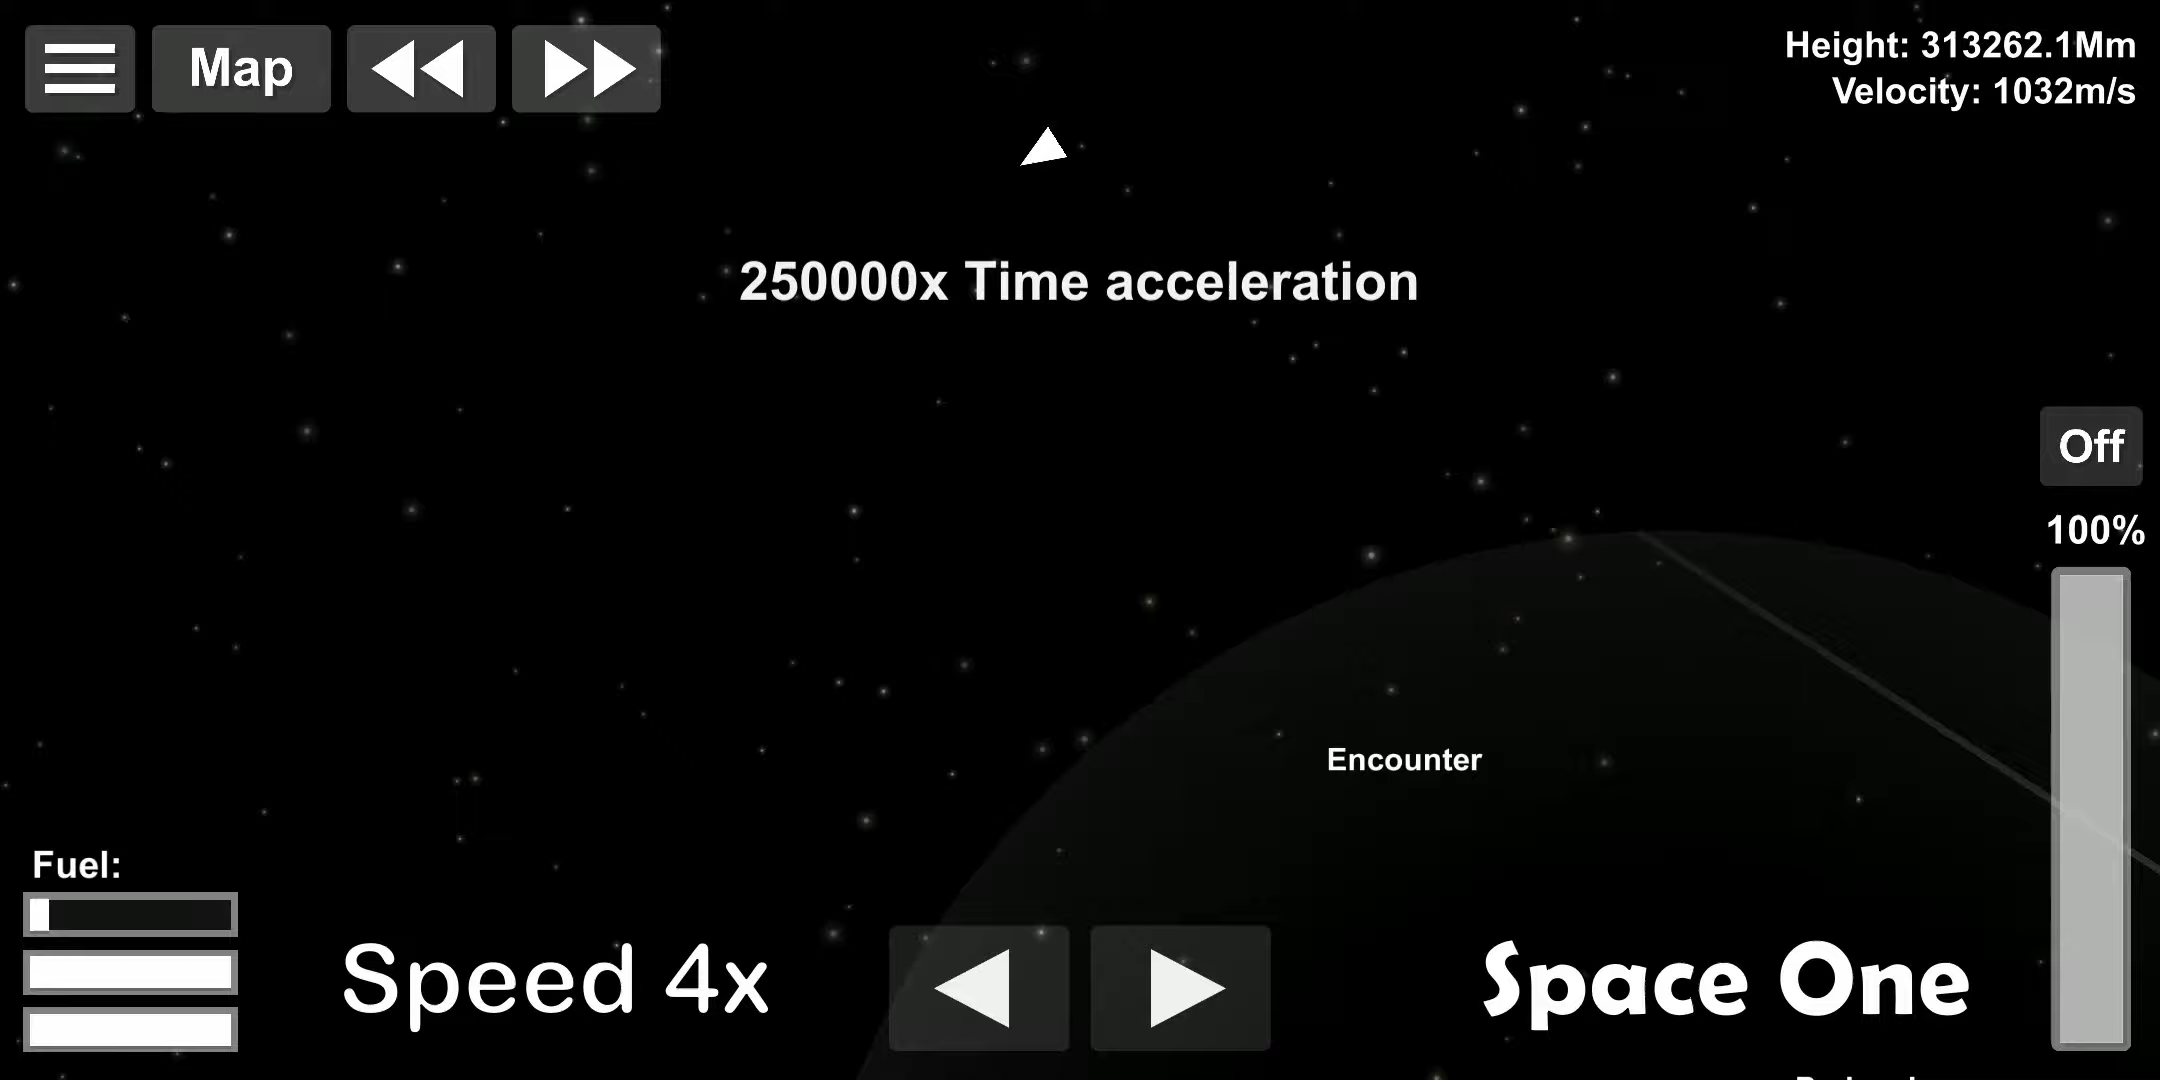 Map
Height: 313262.1Mm
Velocity: 1032m/s
250000x Time acceleration
Off
100%
Encounter
Fuel:
Speed 4x
Space One